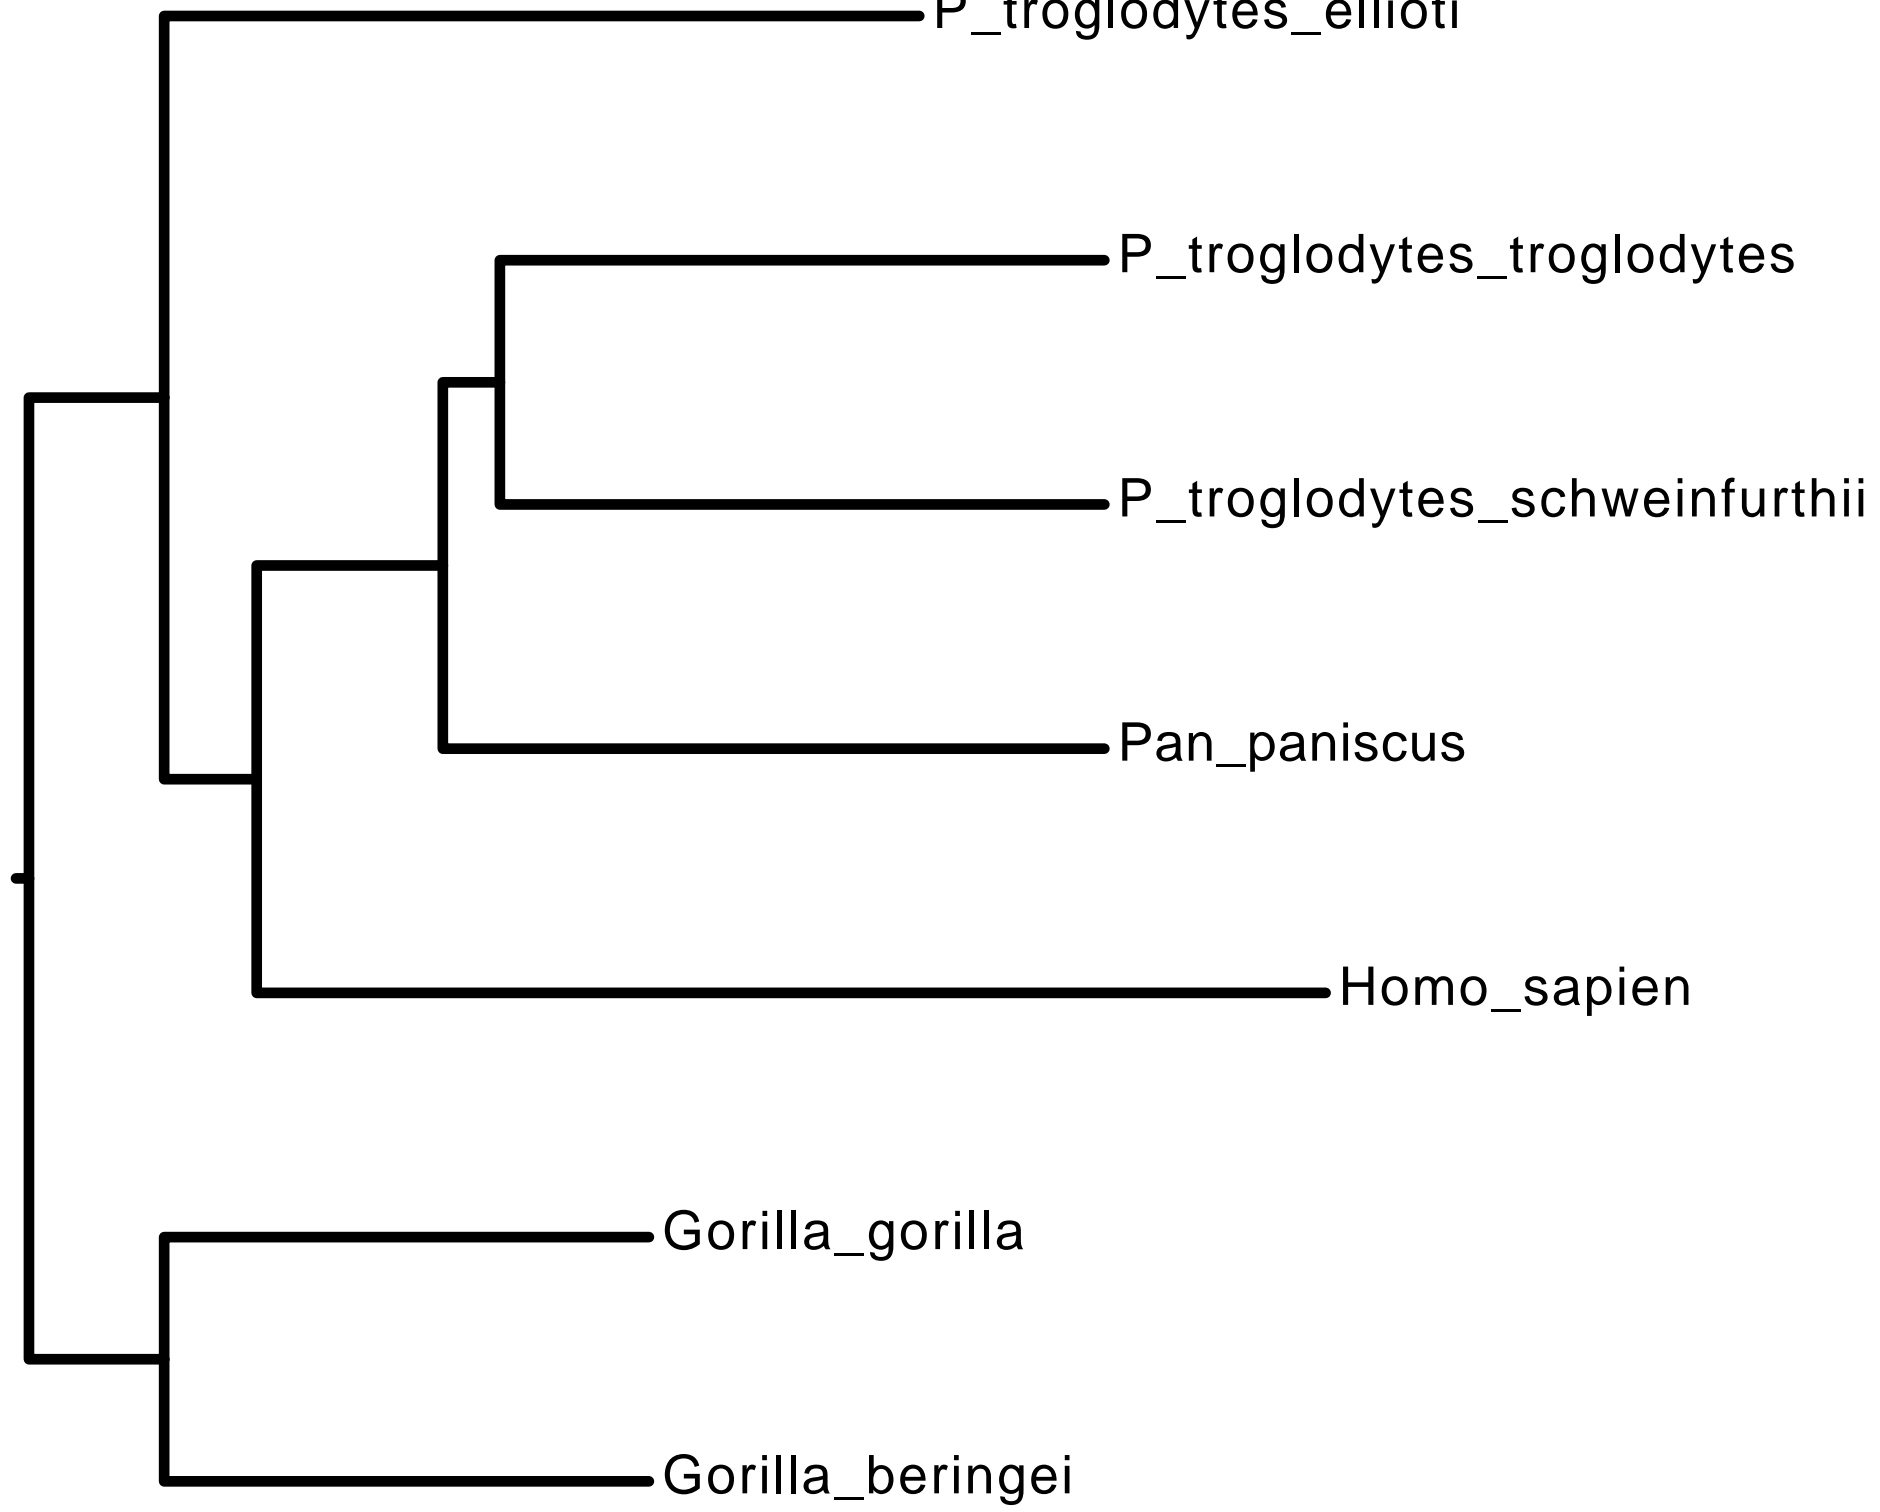 P_troglodytes_ellioti
P_troglodytes_troglodytes
P_troglodytes_schweinfurthii
Pan_paniscus
Homo_sapien
Gorilla_gorilla
Gorilla_beringei